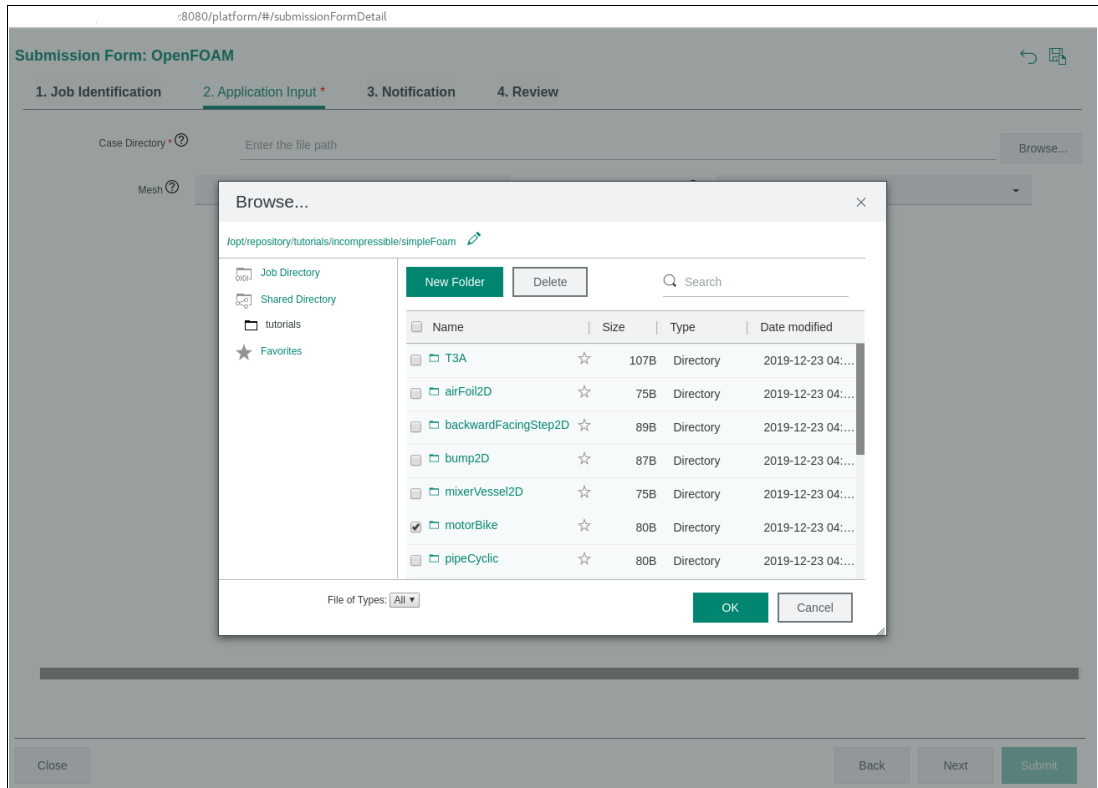 :8080/platform/#/submissionFormDetail
Submission Form: OpenFOAM
1. Job Identification 2. Application Input * 3. Notification 4. Review
Case Directory * ? Enter the file path Browse...
Mesh ?
Browse...
/opt/repository/tutorials/incompressible/simpleFoam
Job Directory
Shared Directory
tutorials
Favorites
New Folder Delete Search
Name Size Type Date modified
T3A 107B Directory 2019-12-23 04:...
airFoil2D 75B Directory 2019-12-23 04:...
backwardFacingStep2D 89B Directory 2019-12-23 04:...
bump2D 87B Directory 2019-12-23 04:...
mixerVessel2D 75B Directory 2019-12-23 04:...
motorBike 80B Directory 2019-12-23 04:...
pipeCyclic 80B Directory 2019-12-23 04:...
File of Types: All
OK Cancel
Close Back Next Submit